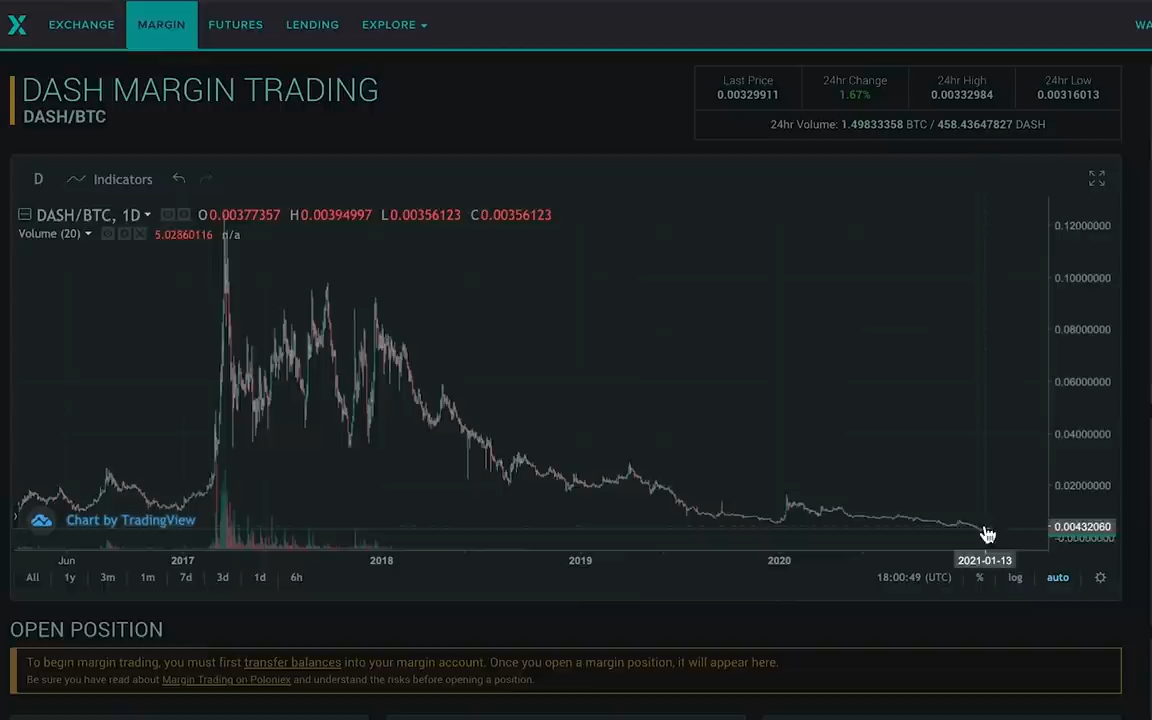 EXCHANGE MARGIN FUTURES LENDING EXPLORE WA
DASH MARGIN TRADING
DASH/BTC
Last Price 24hr Change 24hr High 24hr Low
0.00329911 1.67% 0.00332984 0.00316013
24hr Volume: 1.49833358 BTC / 458.43647827 DASH
D Indicators
DASH/BTC, 1D O0.00377357 H0.00394997 L0.00356123 C0.00356123
Volume (20) 5.02860116 n/a
0.12000000
0.10000000
0.08000000
0.06000000
0.04000000
0.02000000
0.00432060
-0.00000000
Chart by TradingView
Jun 2017 2018 2019 2020 2021-01-13
All 1y 3m 1m 7d 3d 1d 6h 18:00:49 (UTC) % log auto
OPEN POSITION
To begin margin trading, you must first transfer balances into your margin account. Once you open a margin position, it will appear here.
Be sure you have read about Margin Trading on Poloniex and understand the risks before opening a position.